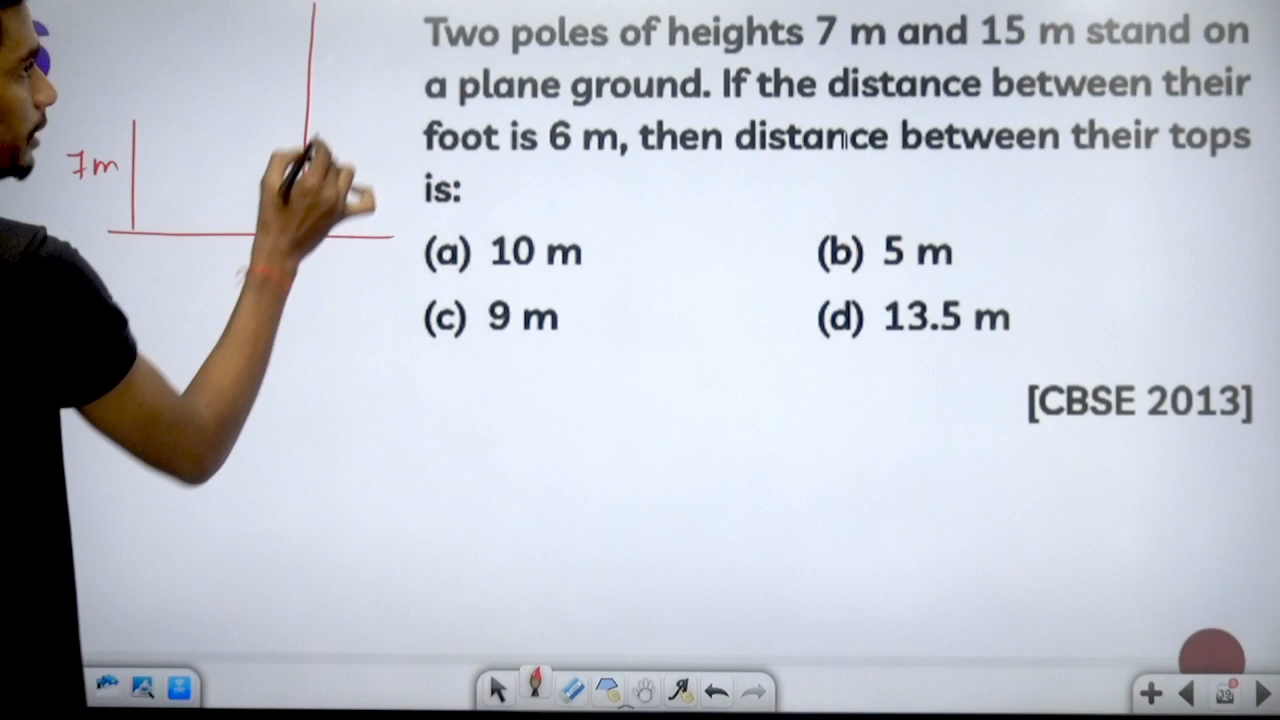 Two poles of heights 7 m and 15 m stand on
a plane ground. If the distance between their
foot is 6 m, then distance between their tops
is:
(a) 10 m (b) 5 m
(c) 9 m (d) 13.5 m
[CBSE 2013]
7m
39